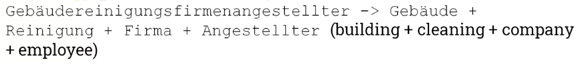 Gebäudereinigungsfirmenangestellter -> Gebäude +
Reinigung + Firma + Angestellter (building + cleaning + company
+ employee)